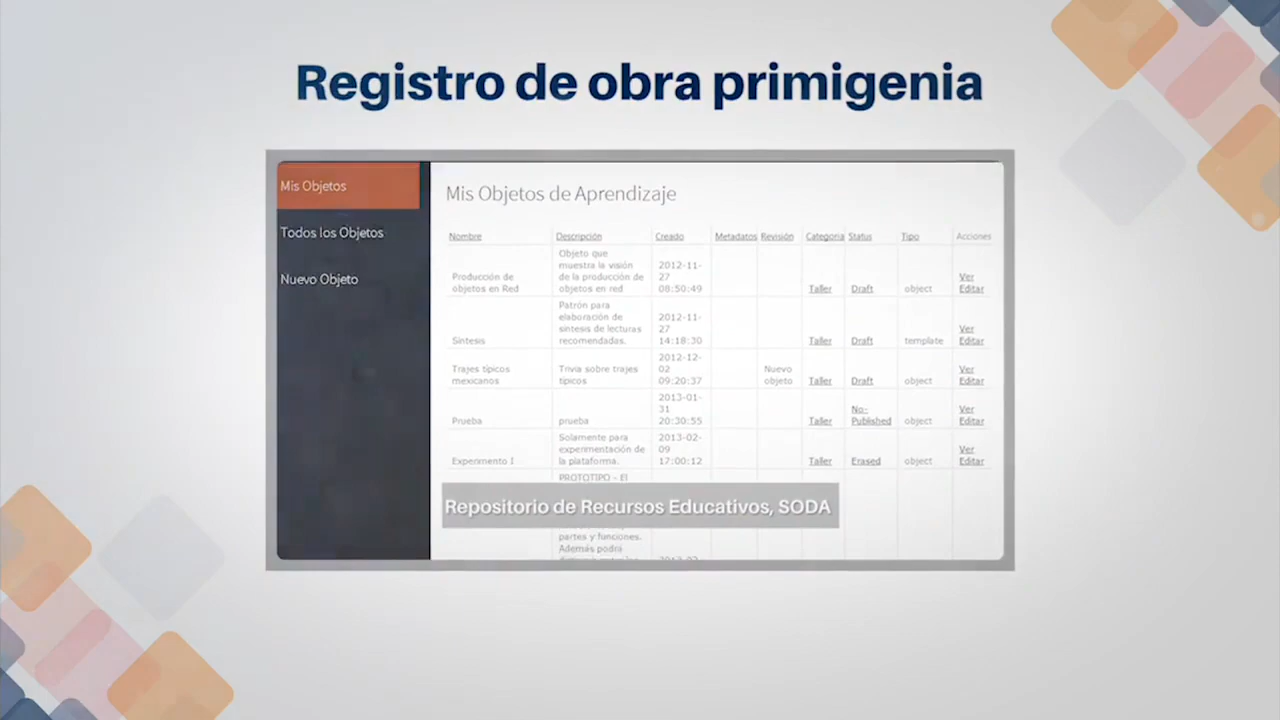 Registro de obra primigenia
Mis Objetos
Todos los Objetos
Nuevo Objeto
Mis Objetos de Aprendizaje
Nombre Descripción Creado Metadatos Revisión Categoria Status Tipo Acciones
Producción de objetos en Red Objeto que muestra la visión de la producción de objetos en red 2012-11-27 08:50:49 Taller Draft object Ver Editar
Sintesis Patrón para elaboración de sintesis de lecturas recomendadas. 2012-11-27 14:18:30 Taller Draft template Ver Editar
Trajes típicos mexicanos Trivia sobre trajes típicos 2012-12-02 09:20:37 Nuevo objeto Taller Draft object Ver Editar
Prueba prueba 2013-01-31 20:30:55 Taller No-Published object Ver Editar
Experimento I Solamente para experimentación de la plataforma. 2013-02-09 17:00:12 Taller Erased object Ver Editar
PROTOTIPO - El
Repositorio de Recursos Educativos, SODA
partes y funciones.
Además podrá